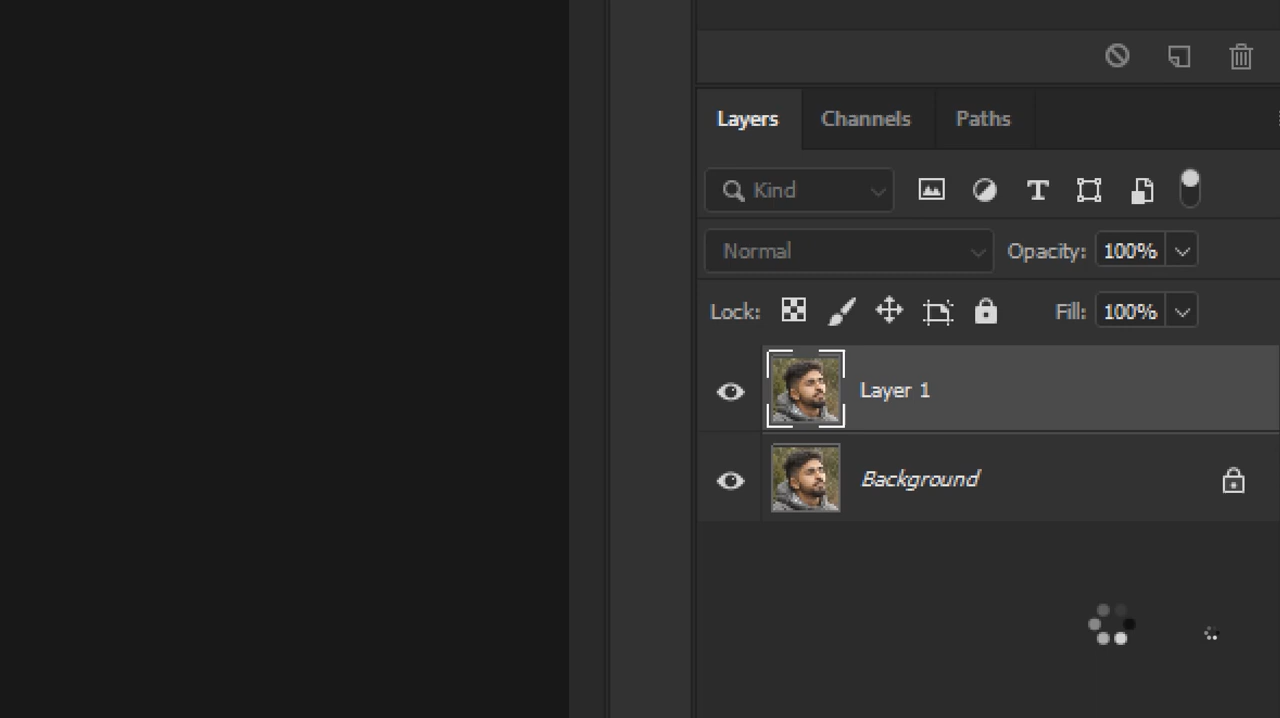 Layers Channels Paths
Kind
Normal Opacity: 100%
Lock: Fill: 100%
Layer 1
Background